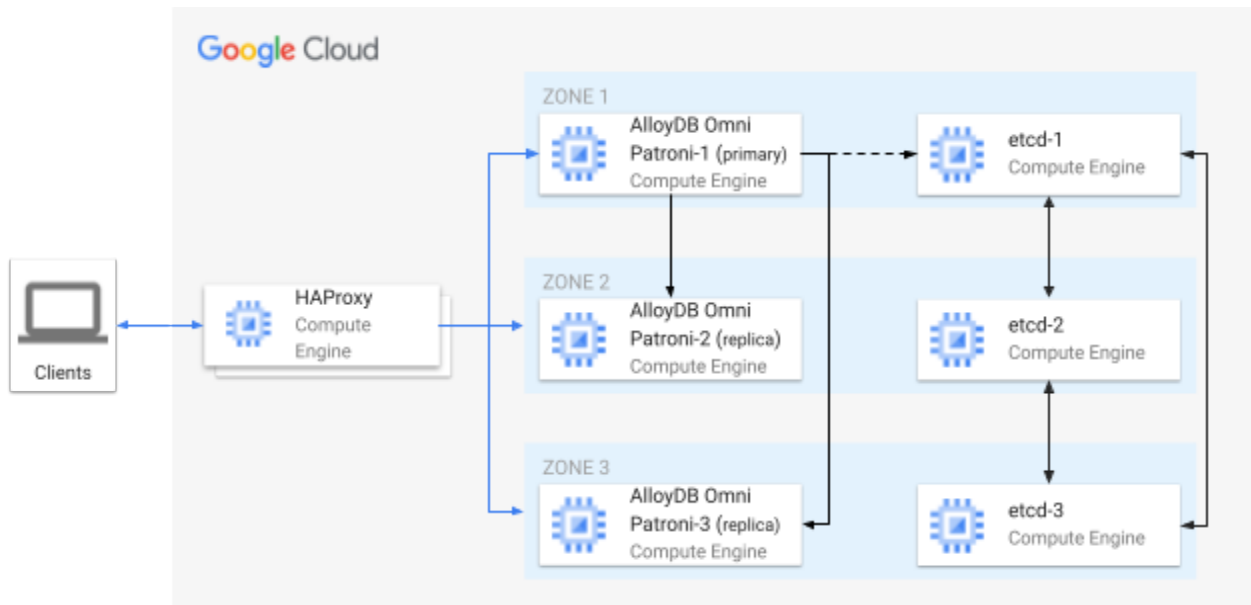 Google Cloud
ZONE 1
AlloyDB Omni
Patroni-1 (primary)
Compute Engine
etcd-1
Compute Engine
Clients
HAProxy
Compute
Engine
ZONE 2
AlloyDB Omni
Patroni-2 (replica)
Compute Engine
etcd-2
Compute Engine
ZONE 3
AlloyDB Omni
Patroni-3 (replica)
Compute Engine
etcd-3
Compute Engine